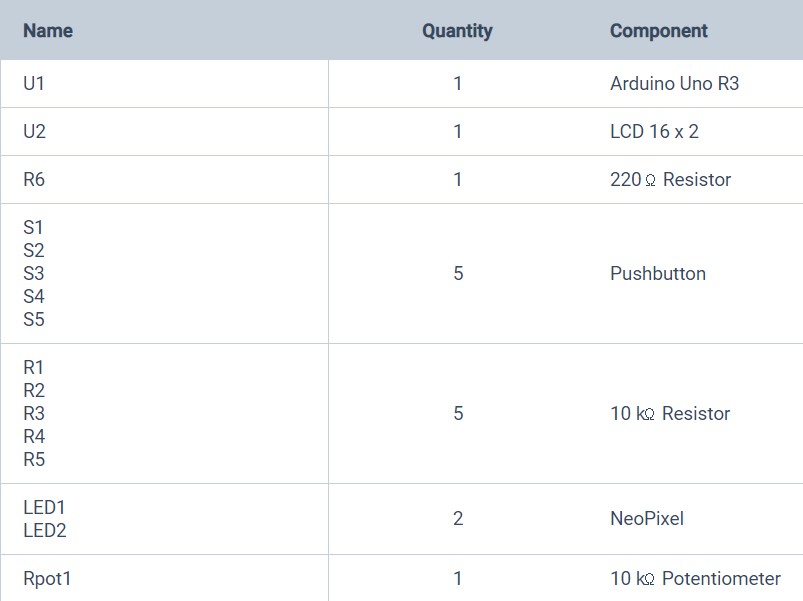 Name Quantity Component
U1 1 Arduino Uno R3
U2 1 LCD 16 x 2
R6 1 220 Ω Resistor
S1
S2
S3 5 Pushbutton
S4
S5
R1
R2
R3 5 10 kΩ Resistor
R4
R5
LED1
LED2
2 NeoPixel
Rpot1 1 10 kΩ Potentiometer